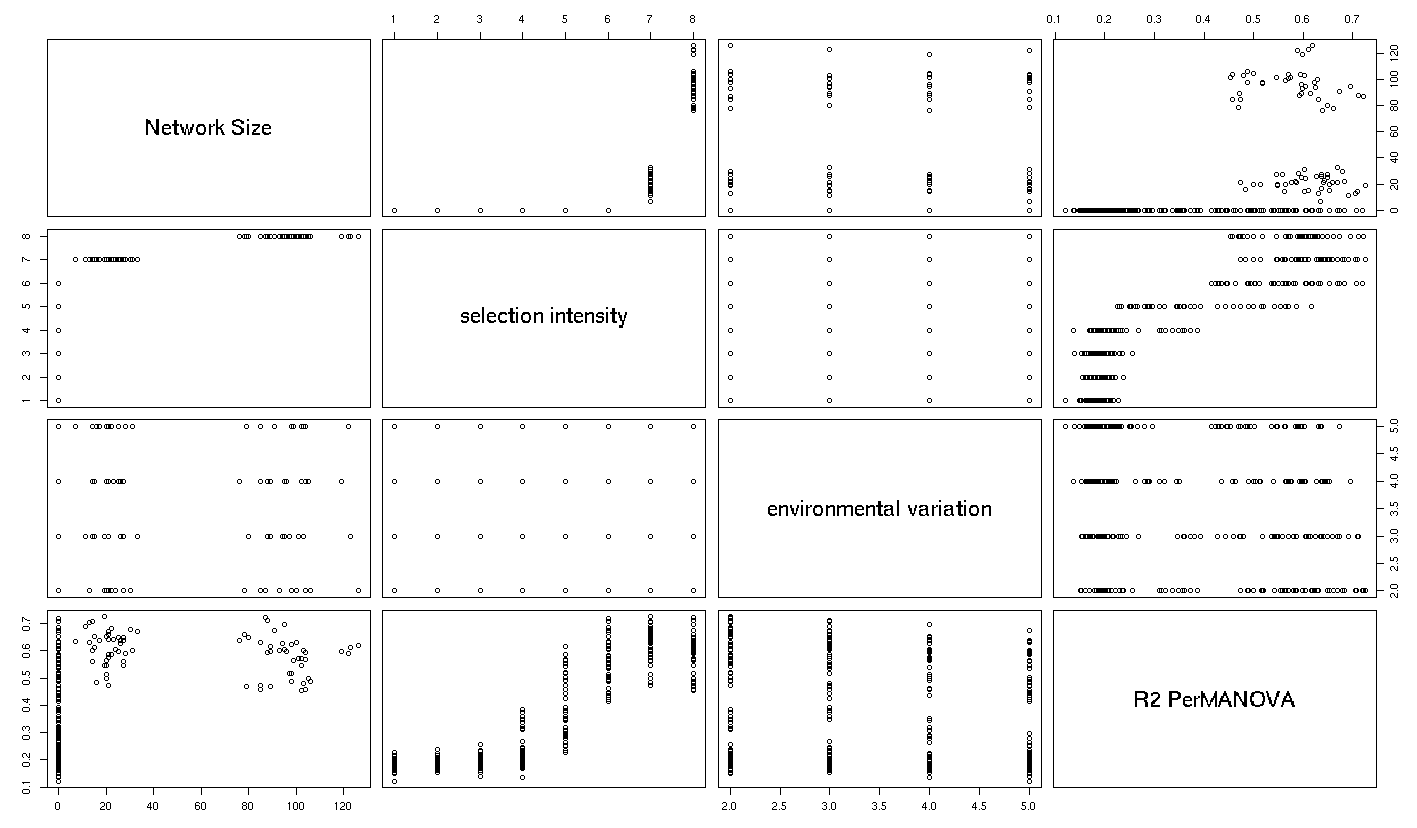 1 2 3 4 5 6 7 8
0.1 0.2 0.3 0.4 0.5 0.6 0.7
Network Size
0 20 40 60 80 100 120
1 2 3 4 5 6 7 8
selection intensity
environmental variation
2.0 2.5 3.0 3.5 4.0 4.5 5.0
0.1 0.2 0.3 0.4 0.5 0.6 0.7
R2 PerMANOVA
0 20 40 60 80 100 120
2.0 2.5 3.0 3.5 4.0 4.5 5.0